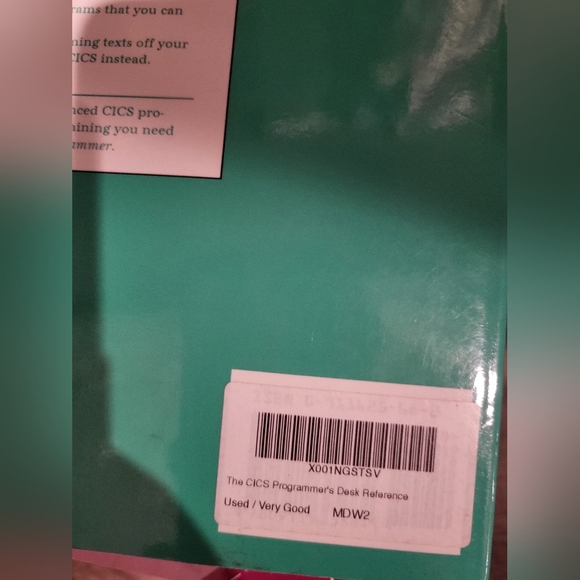 rams that you can
ning texts off your
CICS instead.
nced CICS pro-
ining you need
ammer.
X001NGSTSV
The CICS Programmer's Desk Reference
Used / Very Good MDW2